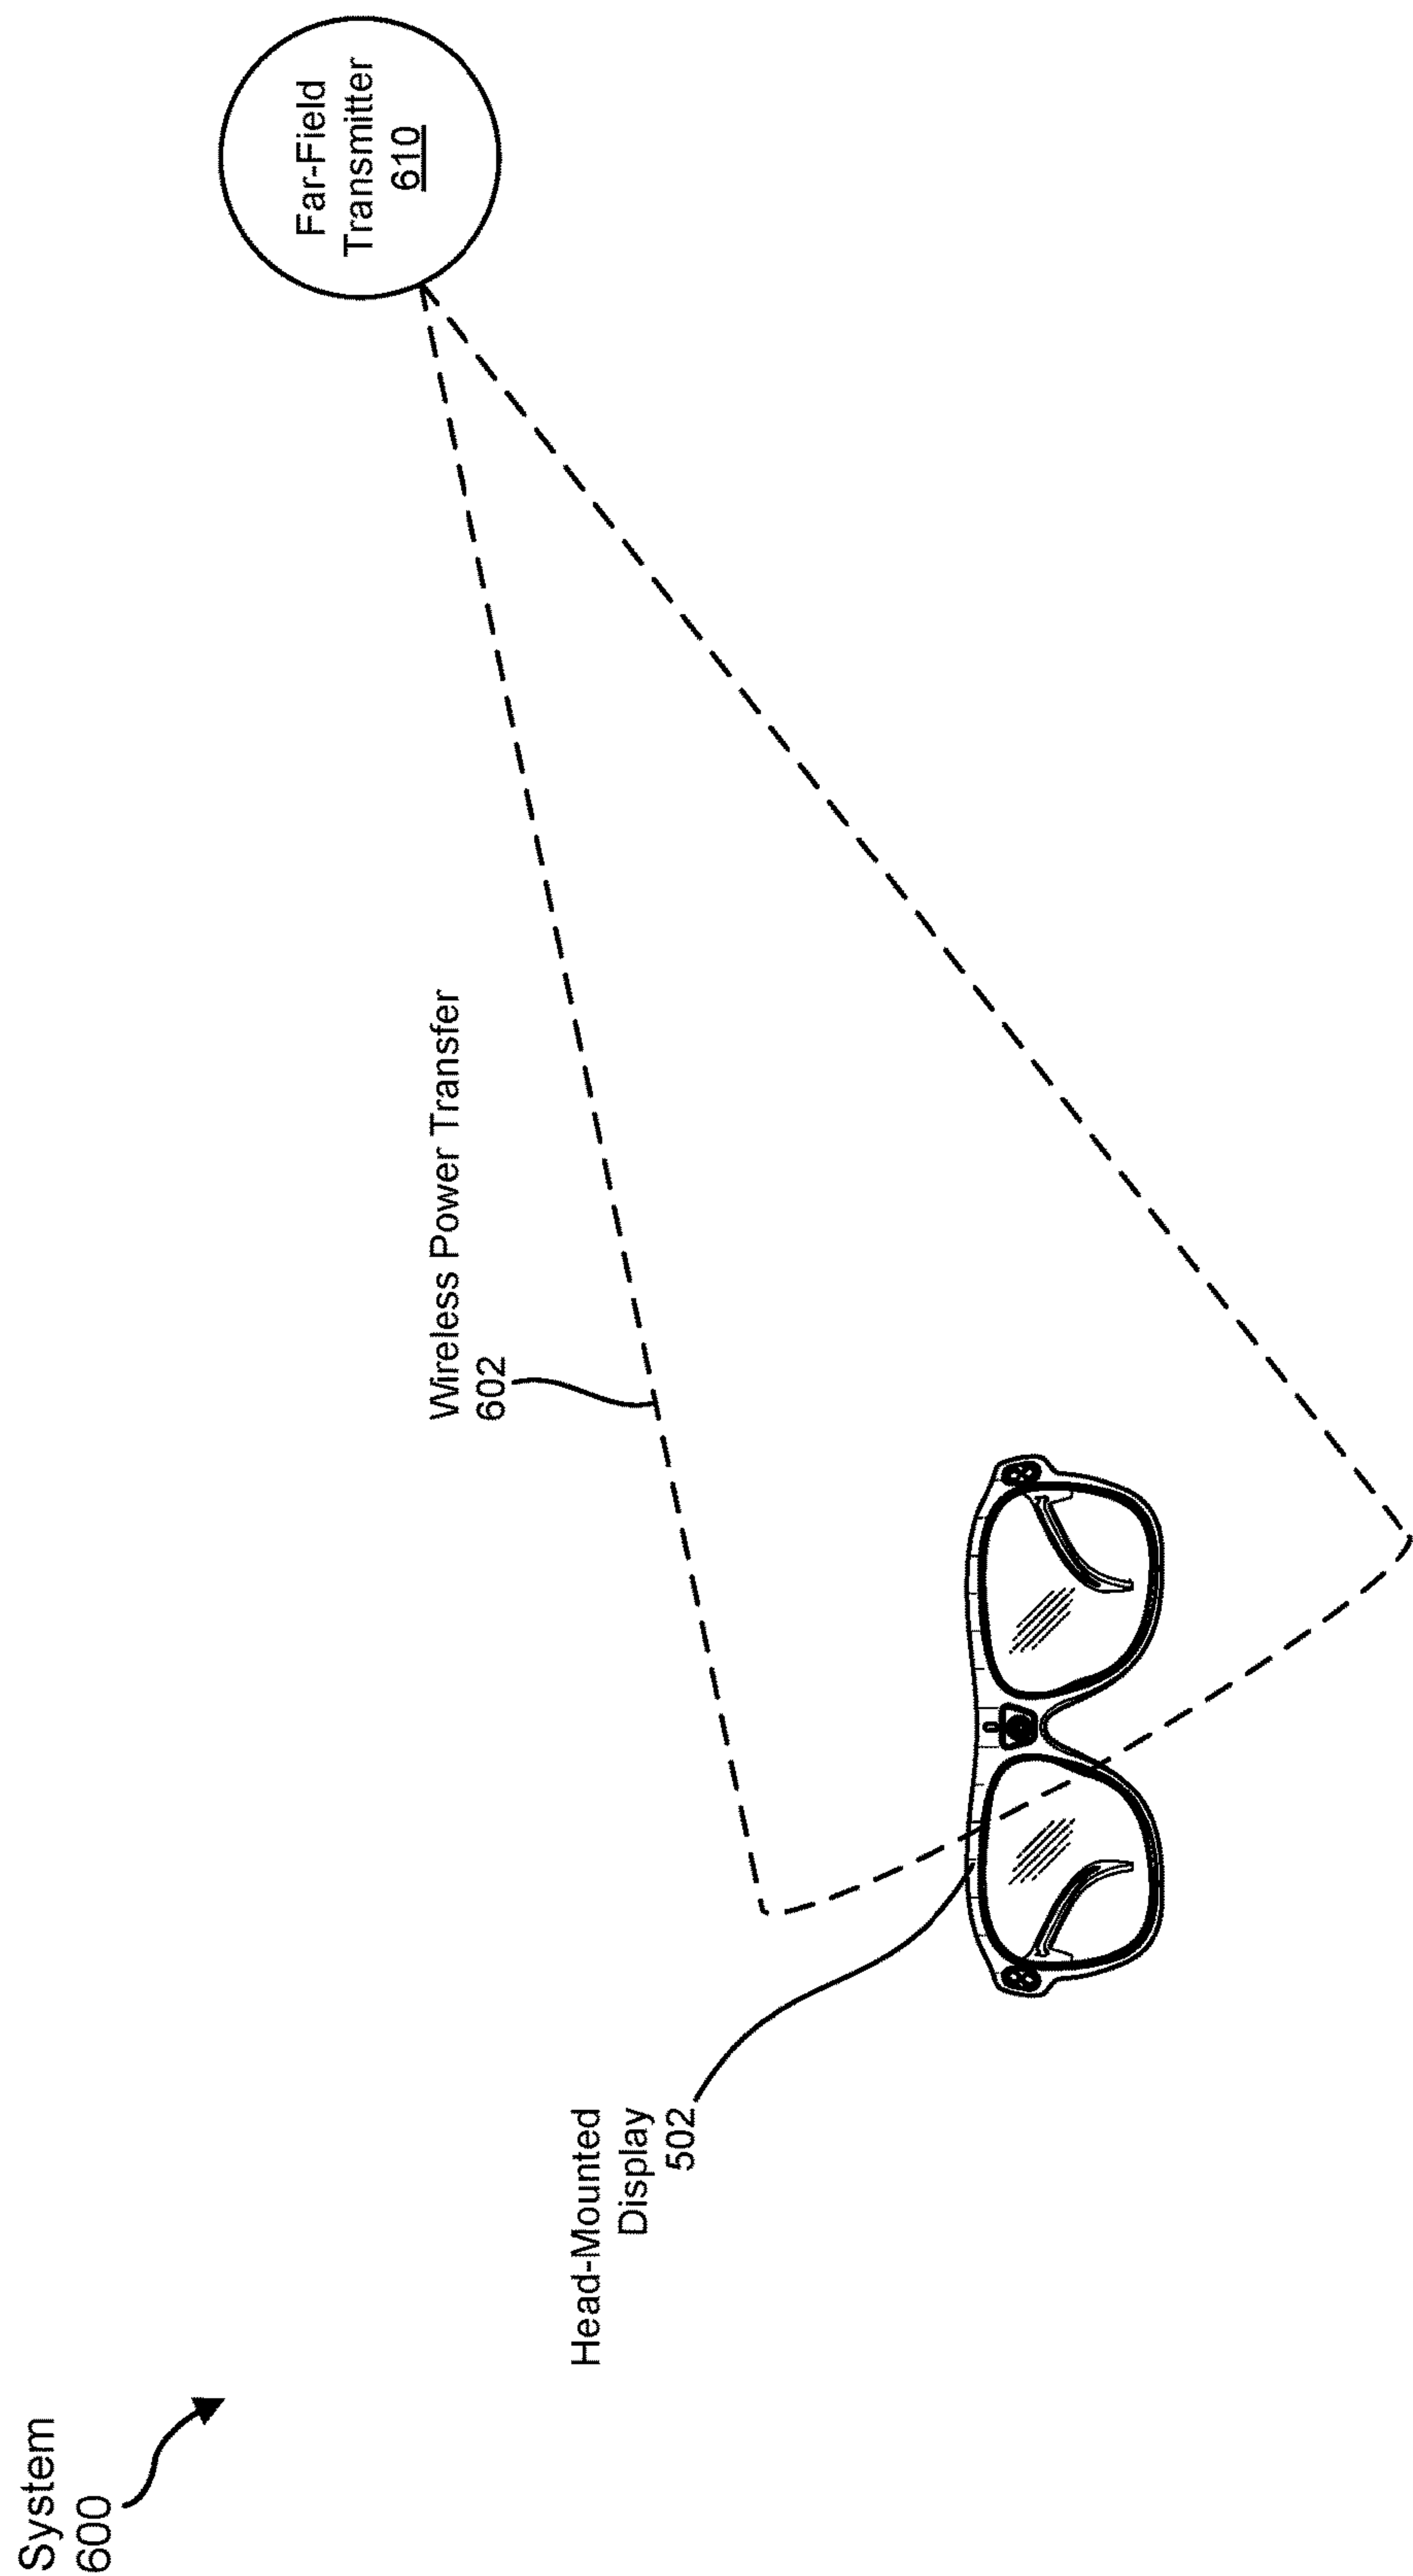 System
600
Head-Mounted
Display
502
Wireless Power Transfer
602
Far-Field
Transmitter
610